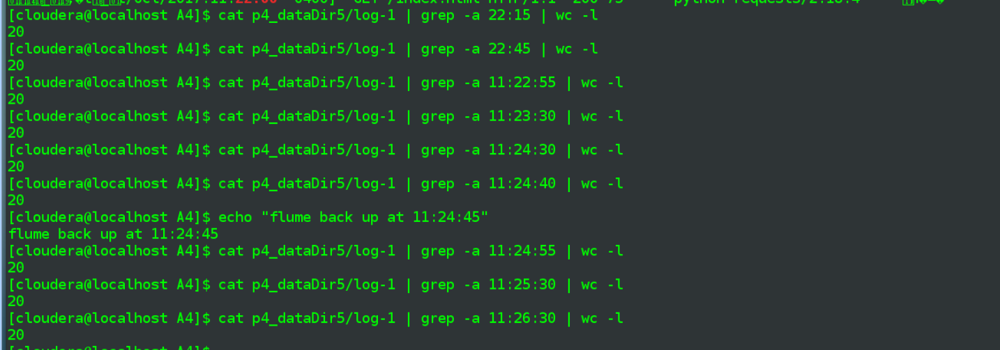 /Oct/2017:11:22:00 -0400] "GET /index.html HTTP/1.1" 200 75 python-requests/2.18.4
[cloudera@localhost A4]$ cat p4_dataDir5/log-1 | grep -a 22:15 | wc -l
20
[cloudera@localhost A4]$ cat p4_dataDir5/log-1 | grep -a 22:45 | wc -l
20
[cloudera@localhost A4]$ cat p4_dataDir5/log-1 | grep -a 11:22:55 | wc -l
20
[cloudera@localhost A4]$ cat p4_dataDir5/log-1 | grep -a 11:23:30 | wc -l
20
[cloudera@localhost A4]$ cat p4_dataDir5/log-1 | grep -a 11:24:30 | wc -l
20
[cloudera@localhost A4]$ cat p4_dataDir5/log-1 | grep -a 11:24:40 | wc -l
20
[cloudera@localhost A4]$ echo "flume back up at 11:24:45"
flume back up at 11:24:45
[cloudera@localhost A4]$ cat p4_dataDir5/log-1 | grep -a 11:24:55 | wc -l
20
[cloudera@localhost A4]$ cat p4_dataDir5/log-1 | grep -a 11:25:30 | wc -l
20
[cloudera@localhost A4]$ cat p4_dataDir5/log-1 | grep -a 11:26:30 | wc -l
20
[cloudera@localhost A4]$